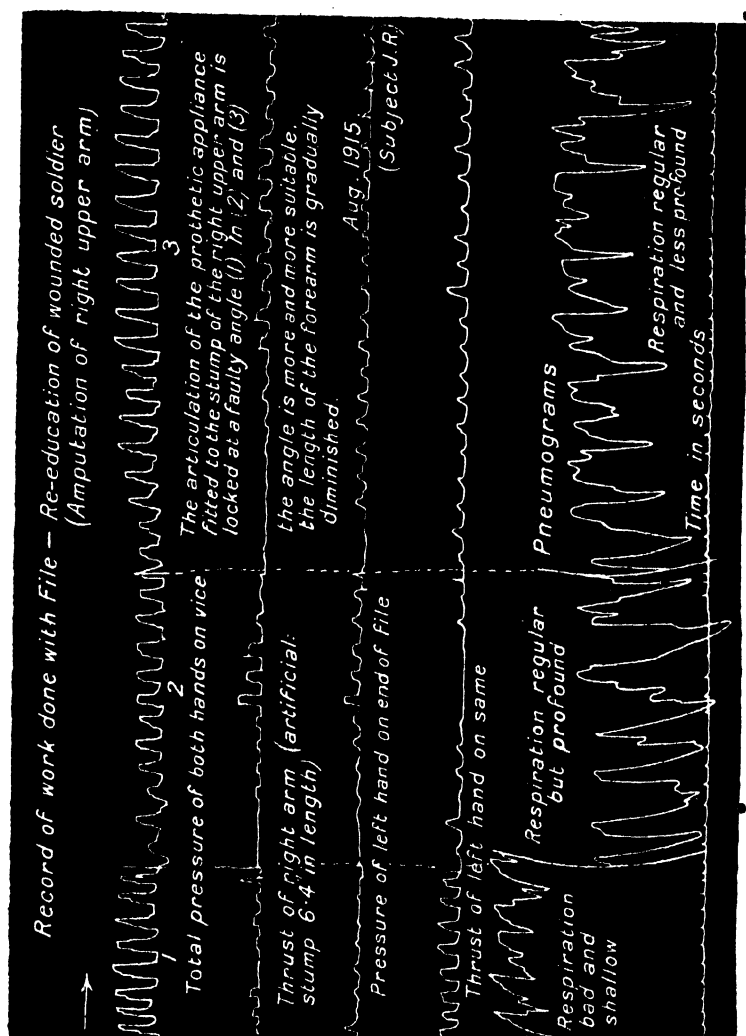 Record of work done with File — Re-education of wounded soldier
(Amputation of right upper arm)
1
2
3
Total pressure of both hands on vice
The articulation of the prothetic appliance
fitted to the stump of the right upper arm is
locked at a faulty angle (1) In (2) and (3)
Thrust of right arm (artificial:
stump 6·4 in length)
the angle is more and more suitable.
the length of the forearm is gradually
diminished.
Pressure of left hand on end of file
Aug. 1915.
(Subject J.R.)
Thrust of left hand on same
Respiration
bad and
shallow
Respiration regular
but profound
Pneumograms
Respiration regular
and less profound
Time in seconds